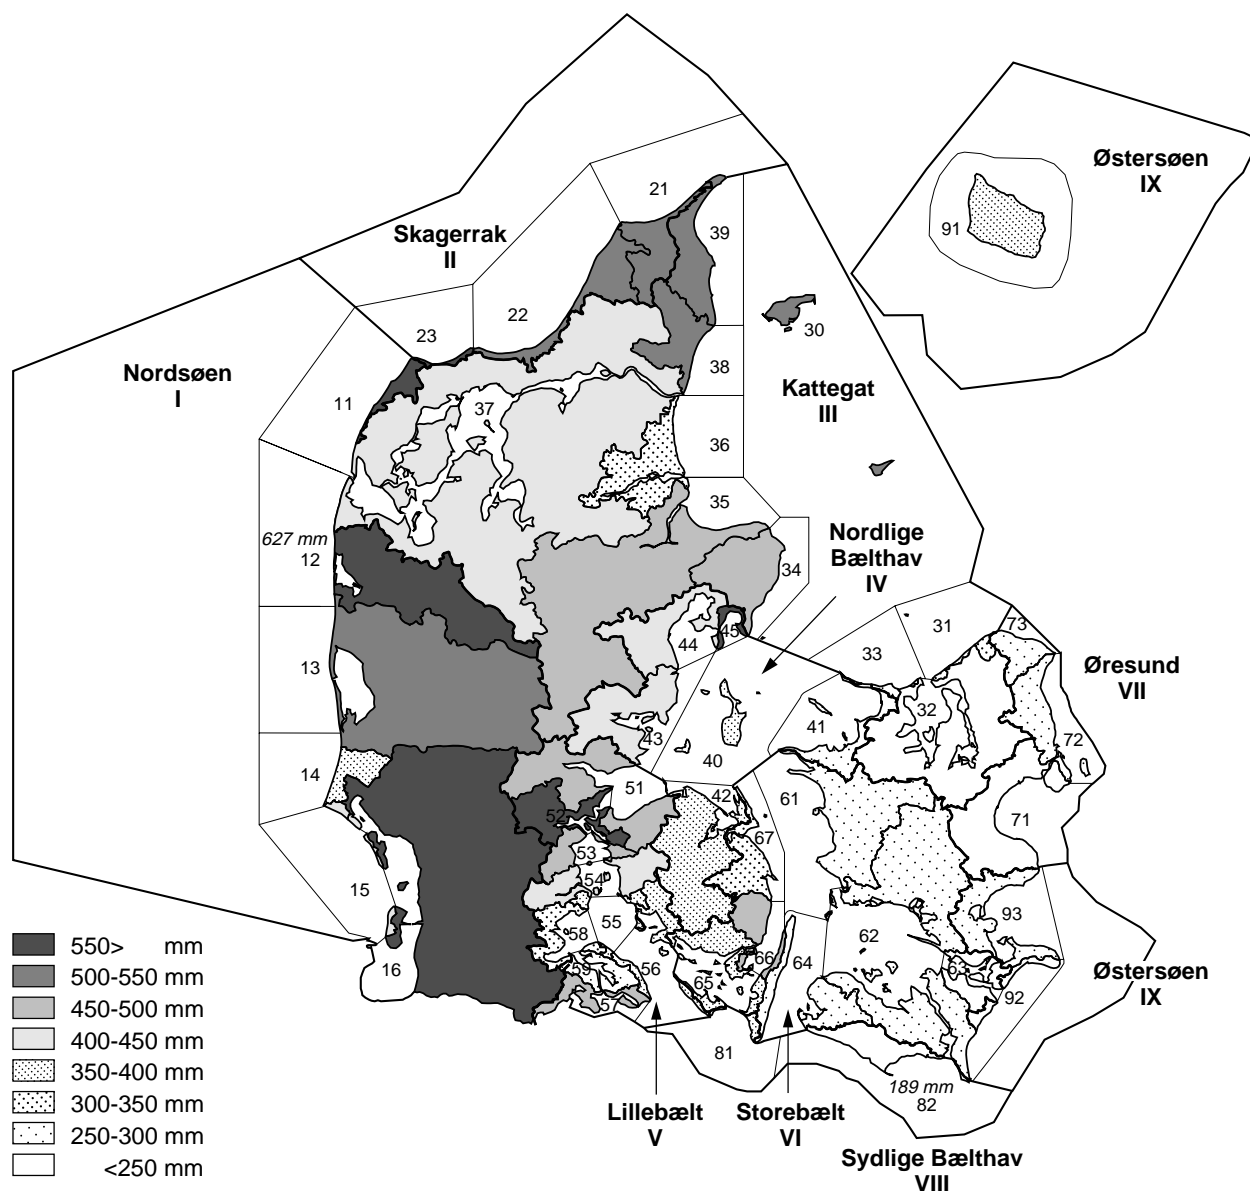 Østersøen
IX
91
21
39
Skagerrak
II
22
23
30
Nordsøen
I
38
Kattegat
III
11
37
36
35
Nordlige
Bælthav
IV
627 mm
12
34
31
73
45
44
33
13
Øresund
VII
32
41
43
72
40
14
51
42
61
52
71
67
53
54
15
93
55
58
62
550> mm
66
64
56
59
63
16
Østersøen
IX
500-550 mm
65
92
57
450-500 mm
400-450 mm
81
350-400 mm
189 mm
82
300-350 mm
Lillebælt
V
Storebælt
VI
250-300 mm
Sydlige Bælthav
VIII
<250 mm